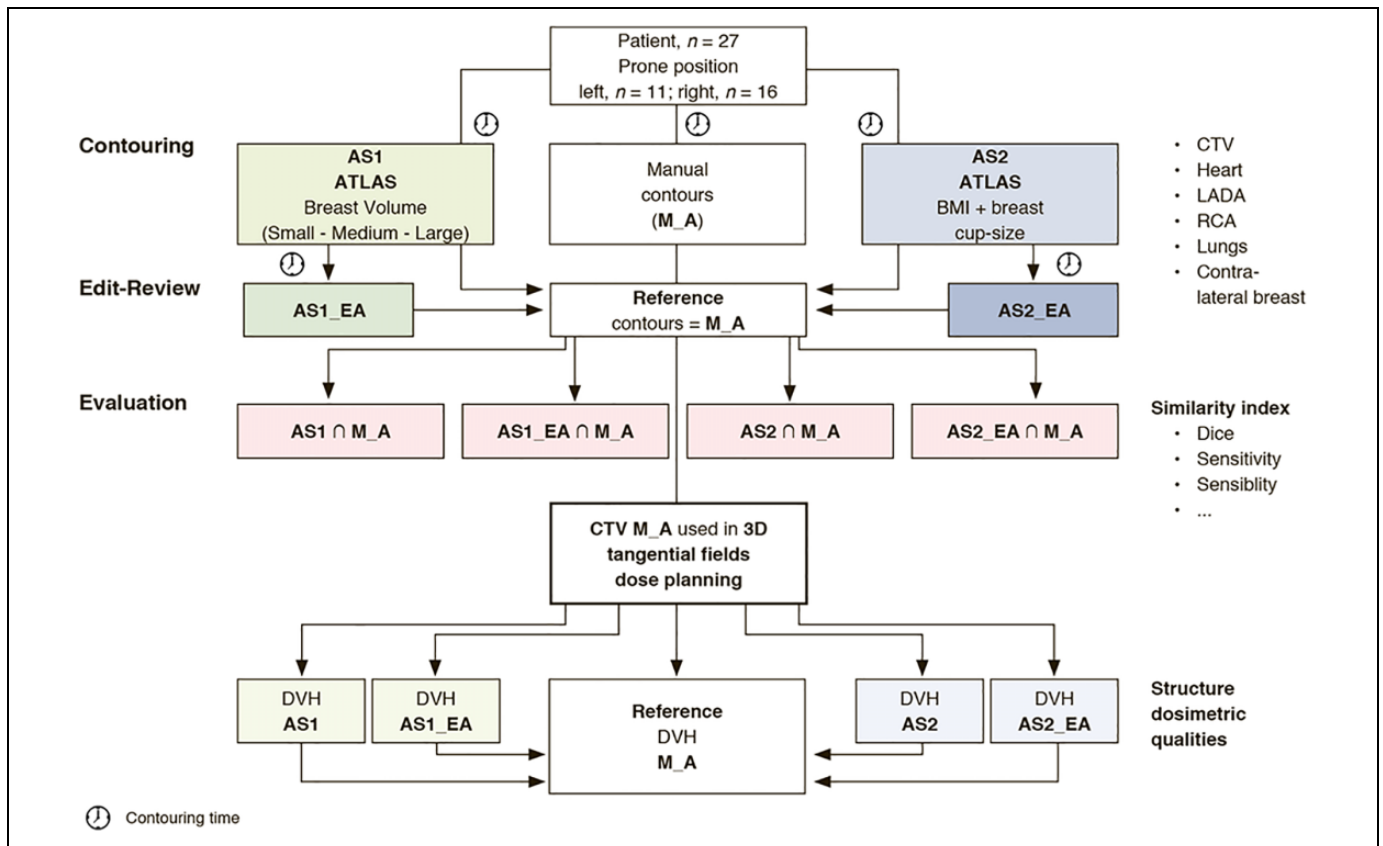 Patient, n = 27
Prone position
left, n = 11; right, n = 16
Contouring
AS1
ATLAS
Breast Volume
(Small - Medium - Large)
Manual
contours
(M_A)
AS2
ATLAS
BMI + breast
cup-size
• CTV
• Heart
• LADA
• RCA
• Lungs
• Contra-
lateral breast
Edit-Review
AS1_EA
Reference
contours = M_A
AS2_EA
Evaluation
AS1 ∩ M_A
AS1_EA ∩ M_A
AS2 ∩ M_A
AS2_EA ∩ M_A
Similarity index
• Dice
• Sensitivity
• Sensiblity
• ...
CTV M_A used in 3D
tangential fields
dose planning
DVH
AS1
DVH
AS1_EA
Reference
DVH
M_A
DVH
AS2
DVH
AS2_EA
Structure
dosimetric
qualities
Contouring time